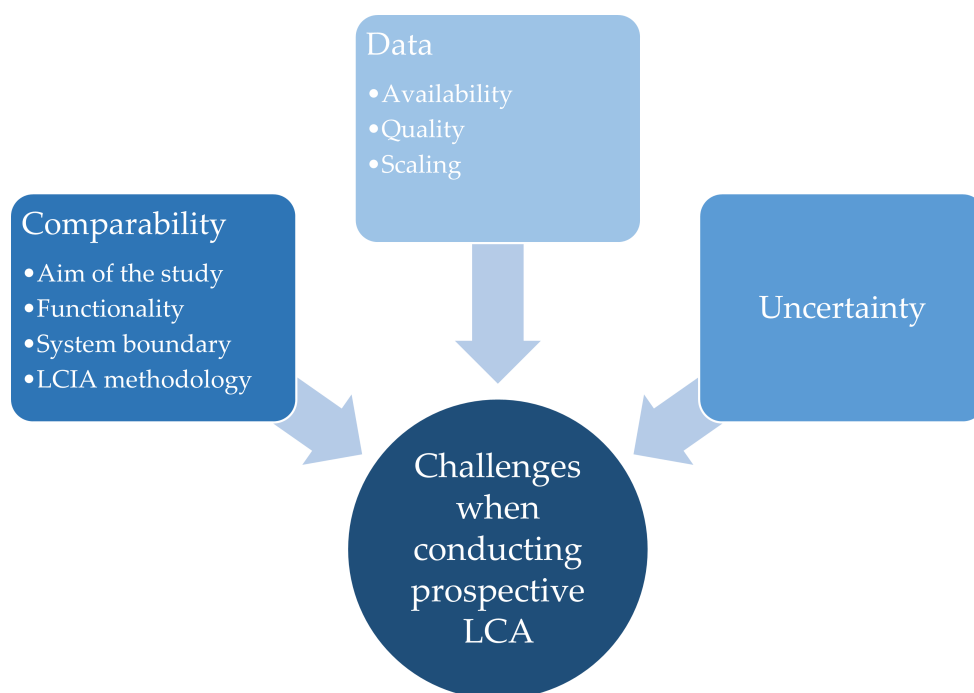 Data
•Availability
•Quality
•Scaling
Comparability
•Aim of the study
•Functionality
•System boundary
•LCIA methodology
Uncertainty
Challenges
when
conducting
prospective
LCA